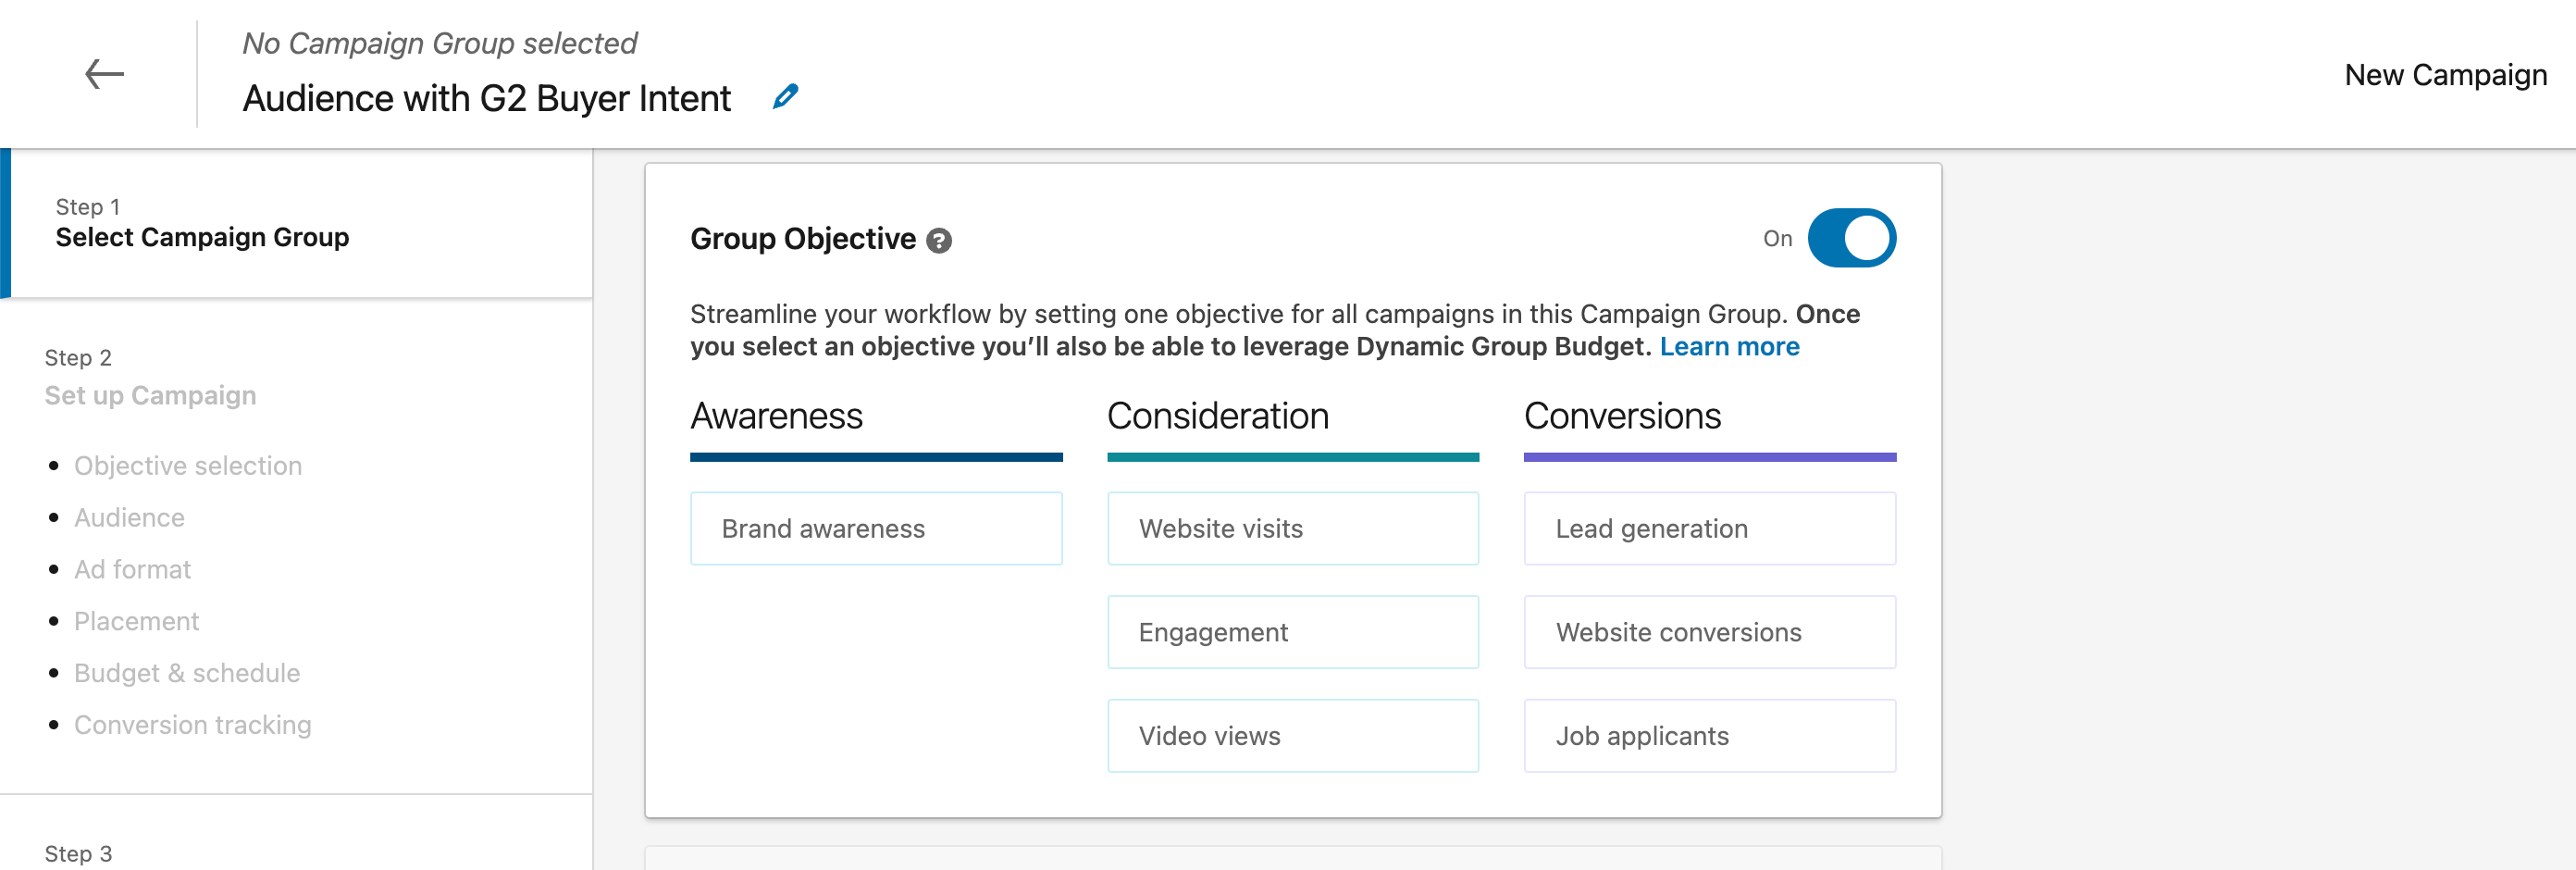 No Campaign Group selected
Audience with G2 Buyer Intent
New Campaign
Step 1
Select Campaign Group
Step 2
Set up Campaign
Objective selection
Audience
Ad format
Placement
Budget & schedule
Conversion tracking
Step 3
Group Objective ?
On
Streamline your workflow by setting one objective for all campaigns in this Campaign Group. Once
you select an objective you’ll also be able to leverage Dynamic Group Budget. Learn more
Awareness
Brand awareness
Consideration
Website visits
Engagement
Video views
Conversions
Lead generation
Website conversions
Job applicants